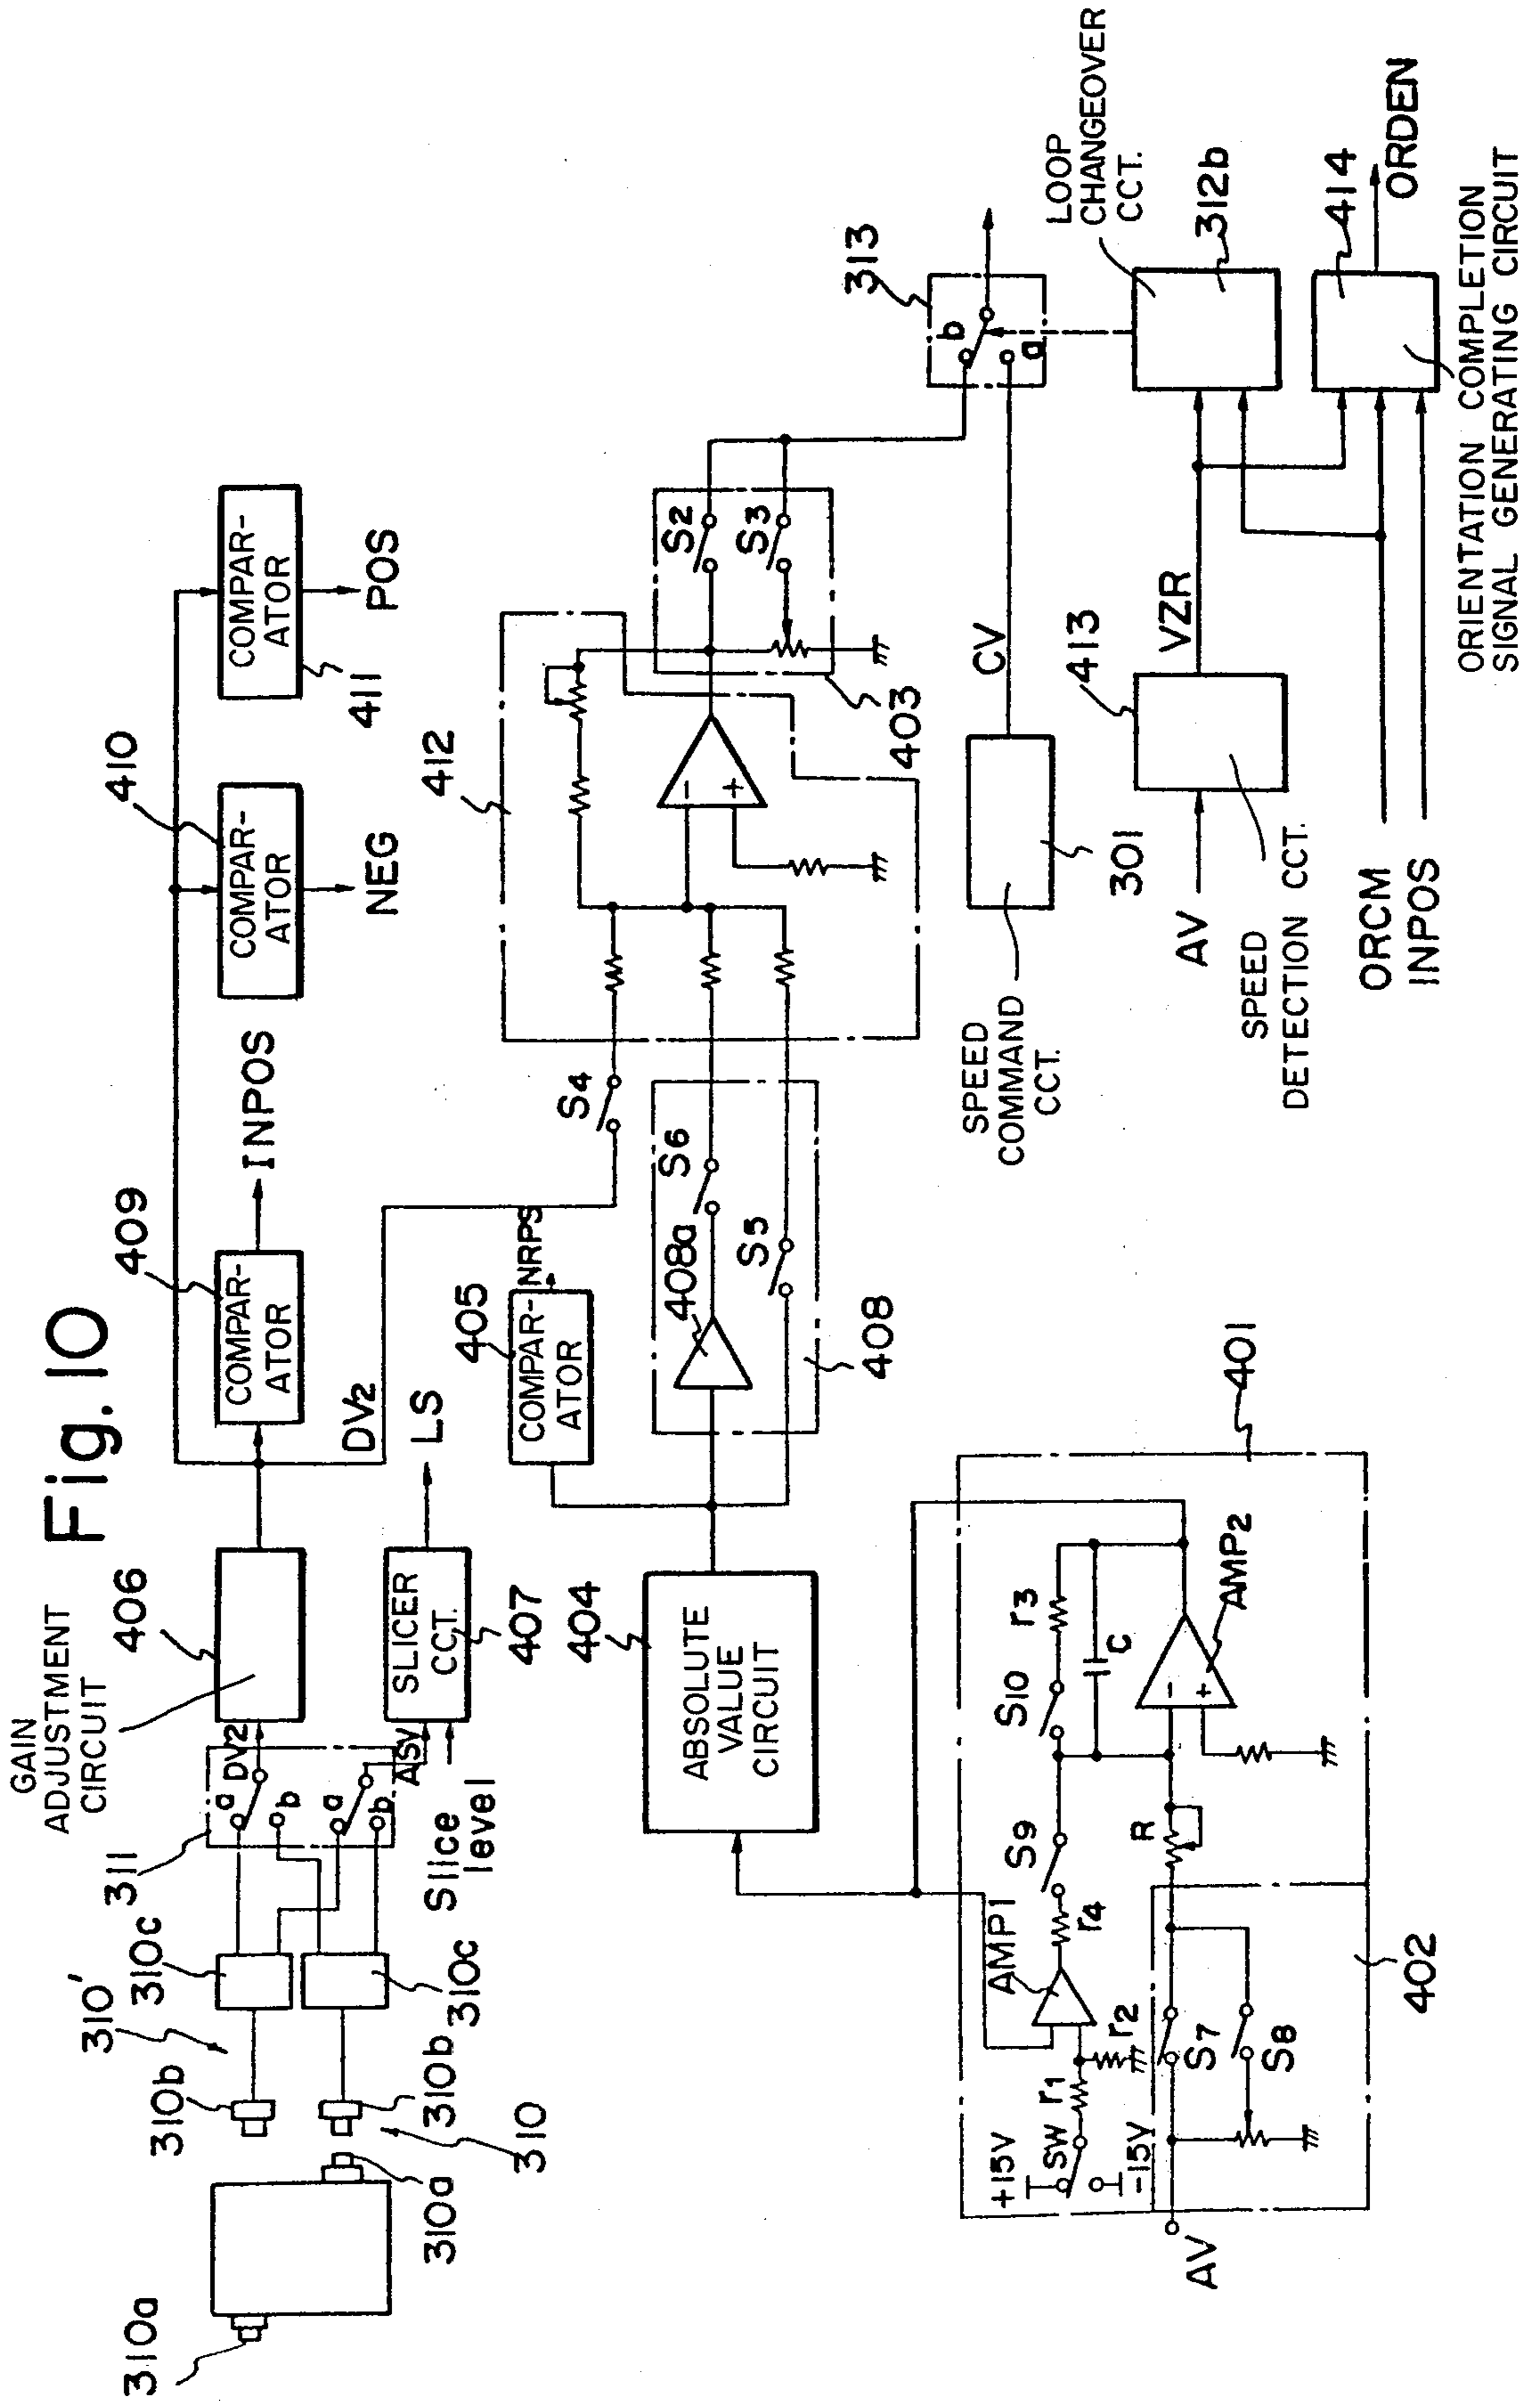 Fig. 10
GAIN
ADJUSTMENT
CIRCUIT
406
409
COMPAR-
ATOR
INPOS
410
COMPAR-
ATOR
NEG
411
COMPAR-
ATOR
POS
310a
310a
310
310b
310b
310'
310c
310c
311
a
b
a
b
DV2
ASV
Slice
level
SLICER
CCT.
407
LS
DV2
404
ABSOLUTE
VALUE
CIRCUIT
405
COMPAR-
ATOR
NRPS
408a
S6
S5
408
S4
412
−
+
S2
S3
403
313
b
a
CV
SPEED
COMMAND
CCT.
301
LOOP
CHANGEOVER
CCT.
312b
414
ORDEN
ORIENTATION COMPLETION
SIGNAL GENERATING CIRCUIT
413
VZR
AV
SPEED
DETECTION CCT.
ORCM
INPOS
401
+15V
SW
-15V
r1
r2
AMP1
r4
S9
S10
r3
C
−
+
AMP2
R
AV
S7
S8
402